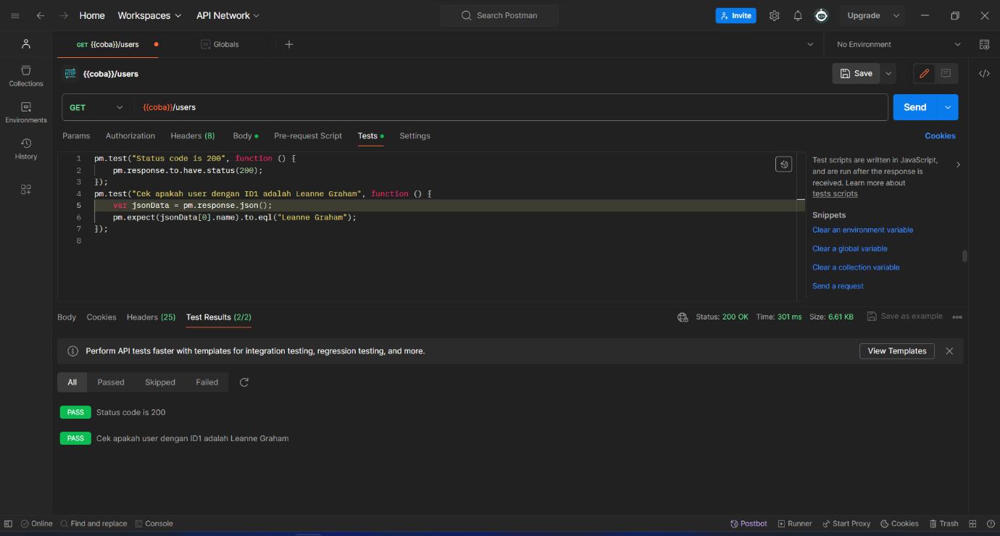 Home Workspaces API Network Search Postman Invite Upgrade
GET {{coba}}/users Globals No Environment
HTTP {{coba}}/users Save
Collections
GET {{coba}}/users Send
Environments
Params Authorization Headers (8) Body Pre-request Script Tests Settings Cookies
History
1 pm.test("Status code is 200", function () {
2 pm.response.to.have.status(200);
3 });
4 pm.test("Cek apakah user dengan ID1 adalah Leanne Graham", function () {
5 var jsonData = pm.response.json();
6 pm.expect(jsonData[0].name).to.eql("Leanne Graham");
7 });
8
Test scripts are written in JavaScript,
and are run after the response is
received. Learn more about
tests scripts
Snippets
Clear an environment variable
Clear a global variable
Clear a collection variable
Send a request
Body Cookies Headers (25) Test Results (2/2) Status: 200 OK Time: 301 ms Size: 6.61 KB Save as example
Perform API tests faster with templates for integration testing, regression testing, and more. View Templates
All Passed Skipped Failed
PASS Status code is 200
PASS Cek apakah user dengan ID1 adalah Leanne Graham
Online Find and replace Console Postbot Runner Start Proxy Cookies Trash